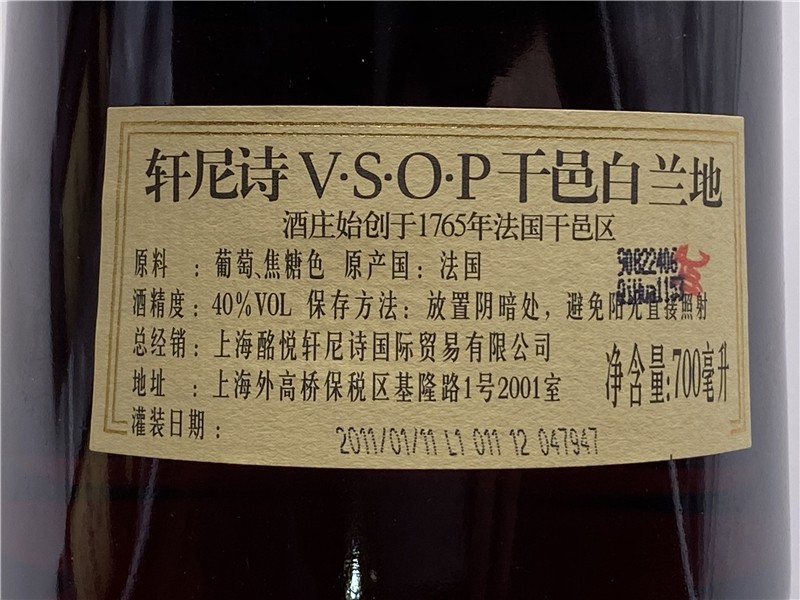 轩尼诗 V·S·O·P 干邑白兰地
酒庄始创于1765年法国干邑区
原料 : 葡萄、焦糖色 原产国: 法国
酒精度: 40%VOL 保存方法: 放置阴暗处, 避免阳光直接照射
总经销: 上海酩悦轩尼诗国际贸易有限公司
地址 : 上海外高桥保税区基隆路1号2001室
净含量:700毫升
灌装日期 :
2011/01/11 L1 011 12 047947